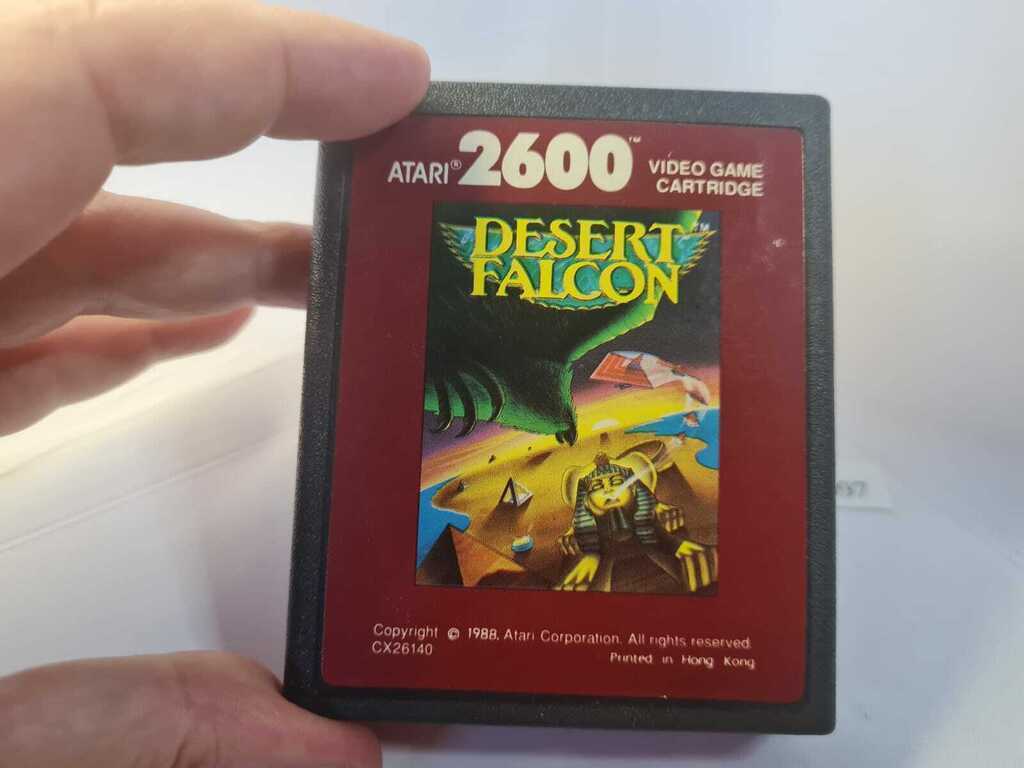 ATARI® 2600™ VIDEO GAME
CARTRIDGE
DESERT™
FALCON
Copyright © 1988, Atari Corporation. All rights reserved.
CX26140
Printed in Hong Kong